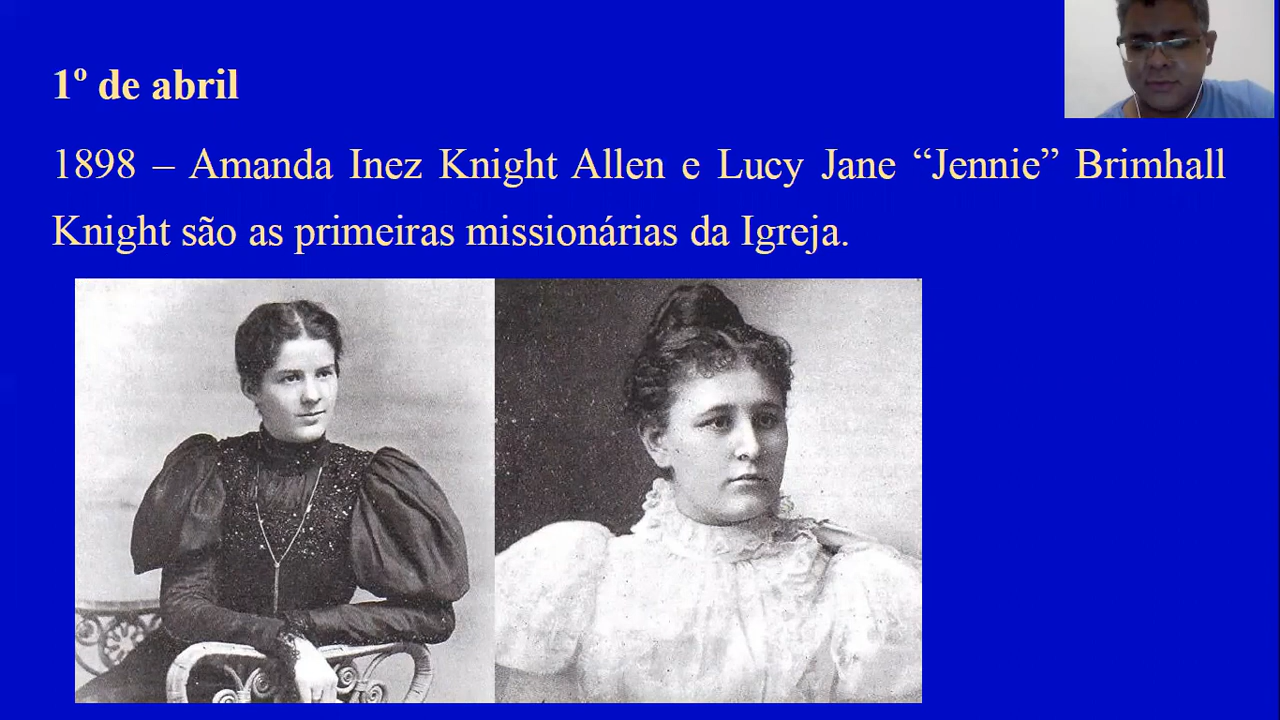 1º de abril
1898 – Amanda Inez Knight Allen e Lucy Jane “Jennie” Brimhall
Knight são as primeiras missionárias da Igreja.